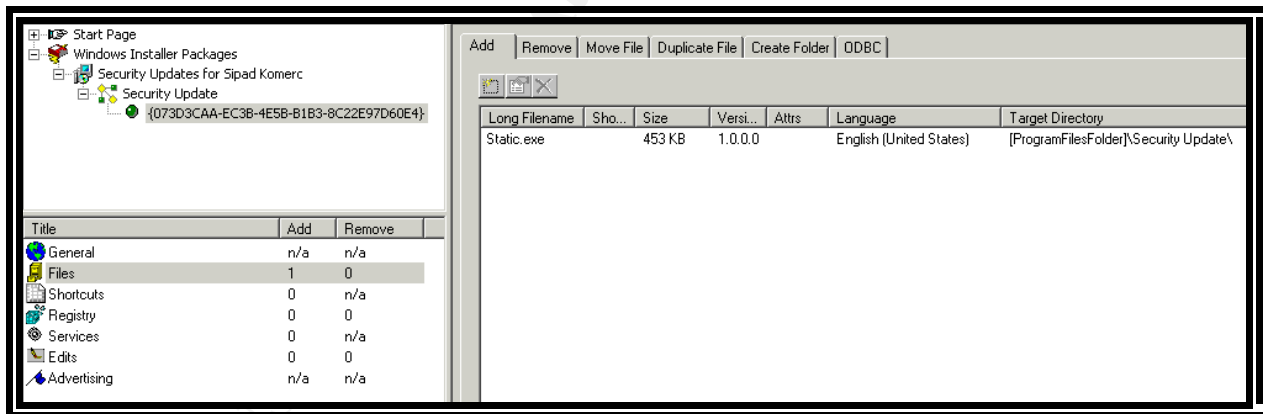 Start Page
Windows Installer Packages
Security Updates for Sipad Komerc
Security Update
{073D3CAA-EC3B-4E5B-B1B3-8C22E97D60E4}
Title Add Remove
General n/a n/a
Files 1 0
Shortcuts 0 n/a
Registry 0 0
Services 0 n/a
Edits 0 0
Advertising n/a n/a
Add Remove Move File Duplicate File Create Folder ODBC
Long Filename Sho... Size Versi... Attrs Language Target Directory
Static.exe 453 KB 1.0.0.0 English (United States) [ProgramFilesFolder]\Security Update\